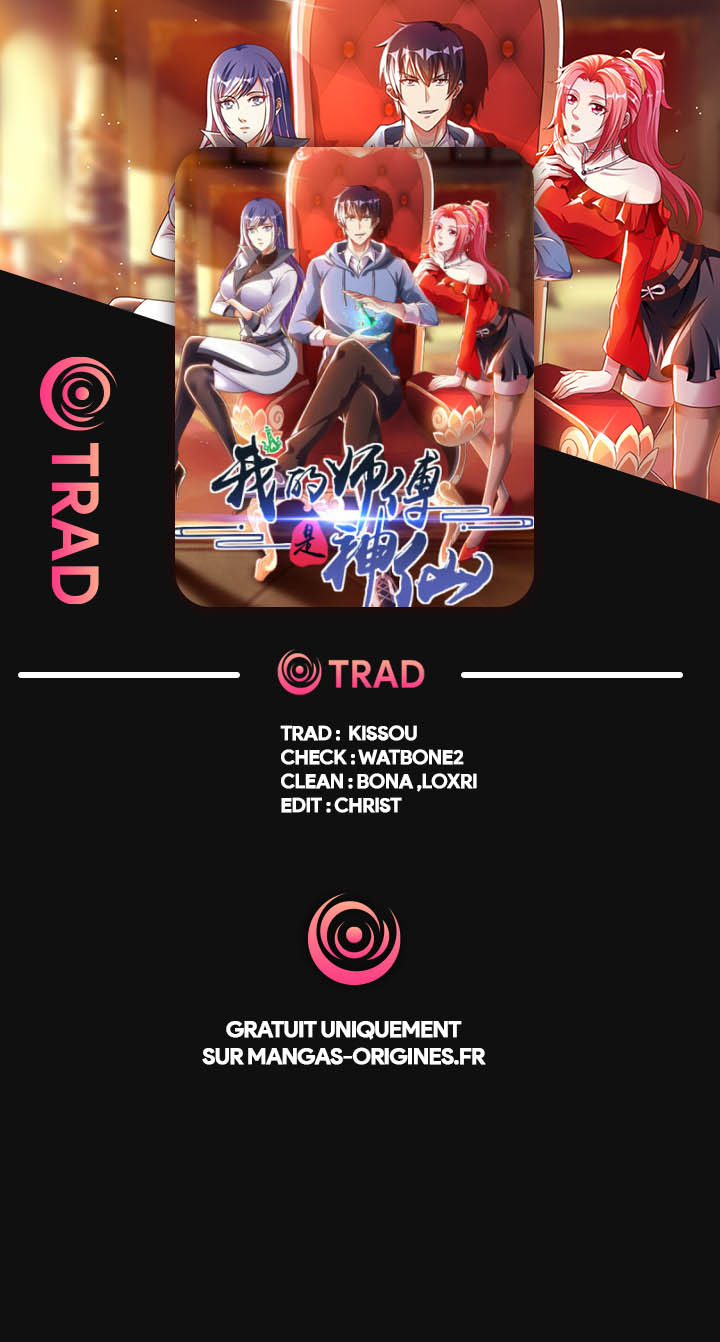 我的师傅
是神仙
TRAD
TRAD
TRAD : KISSOU
CHECK : WATBONE2
CLEAN : BONA ,LOXRI
EDIT : CHRIST
GRATUIT UNIQUEMENT
SUR MANGAS-ORIGINES.FR